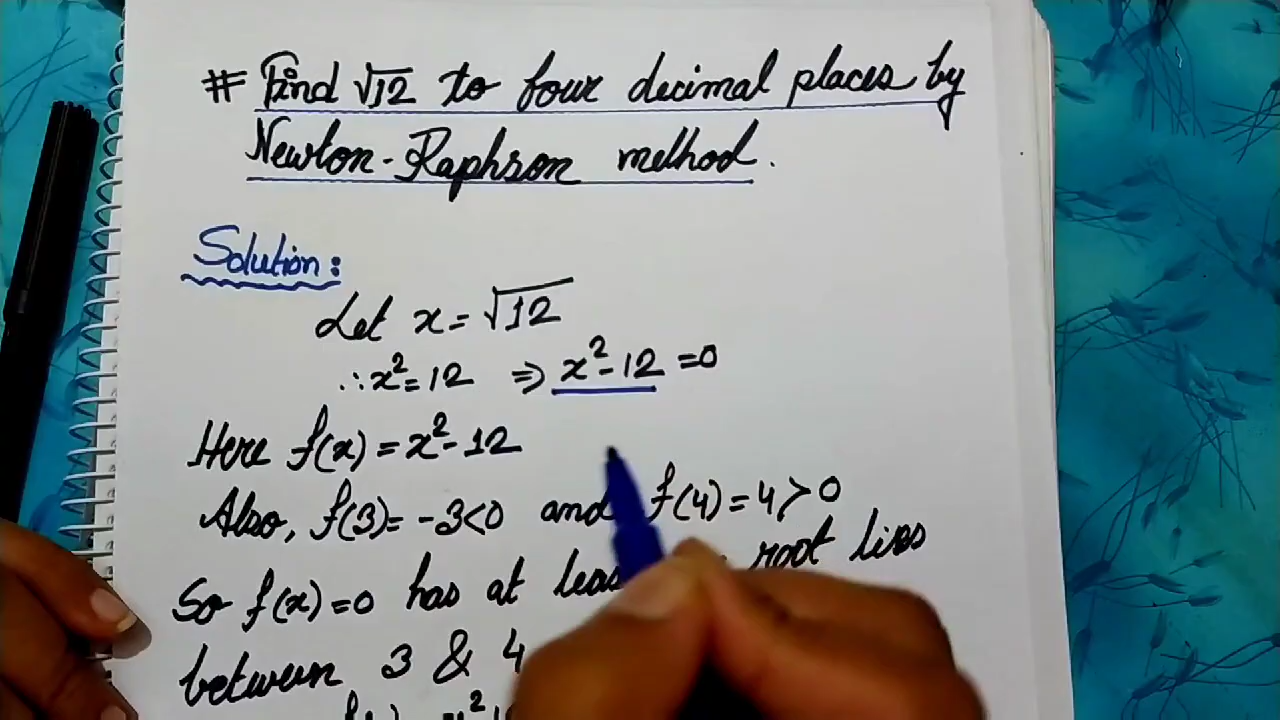 # Find √12 to four decimal places by
Newton-Raphson method.
Solution:
Let x = √12
∴ x² = 12 ⇒ x² - 12 = 0
Here f(x) = x² - 12
Also, f(3) = -3 < 0 and f(4) = 4 > 0
So f(x) = 0 has at root lies
between 3 & 4